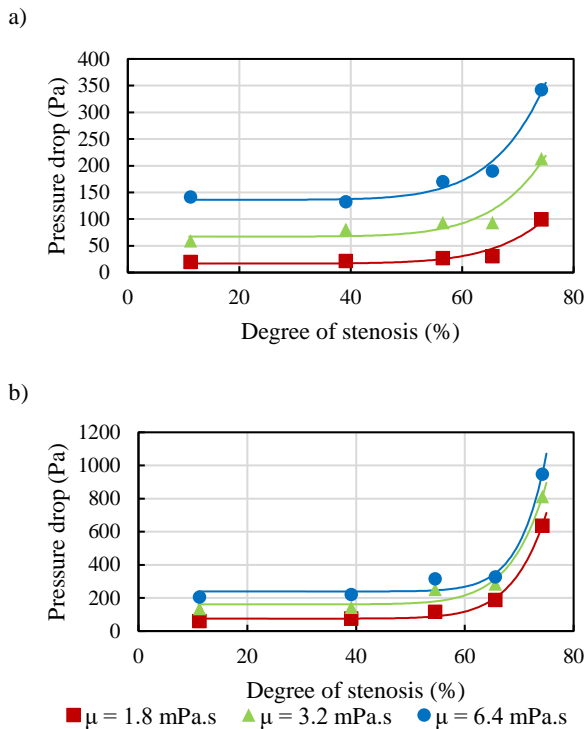 a)
400
350
300
250
200
150
100
50
0
Pressure drop (Pa)
0 20 40 60 80
Degree of stenosis (%)
b)
1200
1000
800
600
400
200
0
Pressure drop (Pa)
0 20 40 60 80
Degree of stenosis (%)
μ = 1.8 mPa.s μ = 3.2 mPa.s μ = 6.4 mPa.s